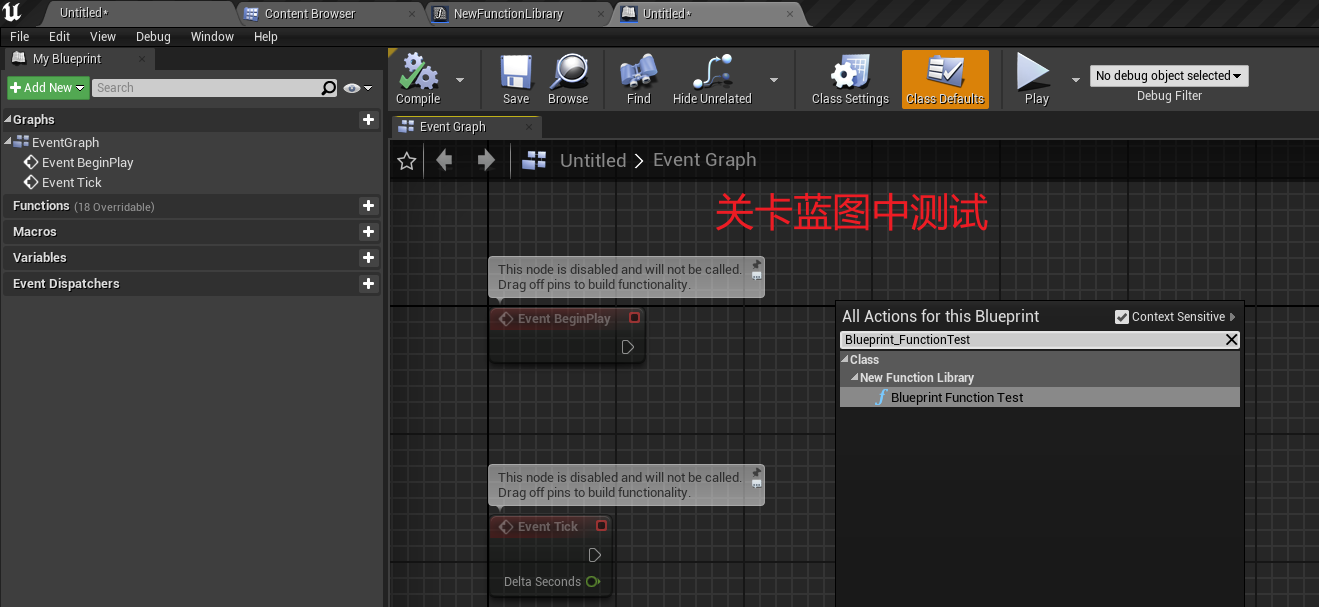 Untitled*
Content Browser
NewFunctionLibrary
Untitled*
File Edit View Debug Window Help
My Blueprint
Add New
Search
Graphs
EventGraph
Event BeginPlay
Event Tick
Functions (18 Overridable)
Macros
Variables
Event Dispatchers
Compile
Save
Browse
Find
Hide Unrelated
Class Settings
Class Defaults
Play
No debug object selected
Debug Filter
Event Graph
Untitled > Event Graph
关卡蓝图中测试
This node is disabled and will not be called.
Drag off pins to build functionality.
Event BeginPlay
This node is disabled and will not be called.
Drag off pins to build functionality.
Event Tick
Delta Seconds
All Actions for this Blueprint
Context Sensitive
Blueprint_FunctionTest
Class
New Function Library
f Blueprint Function Test